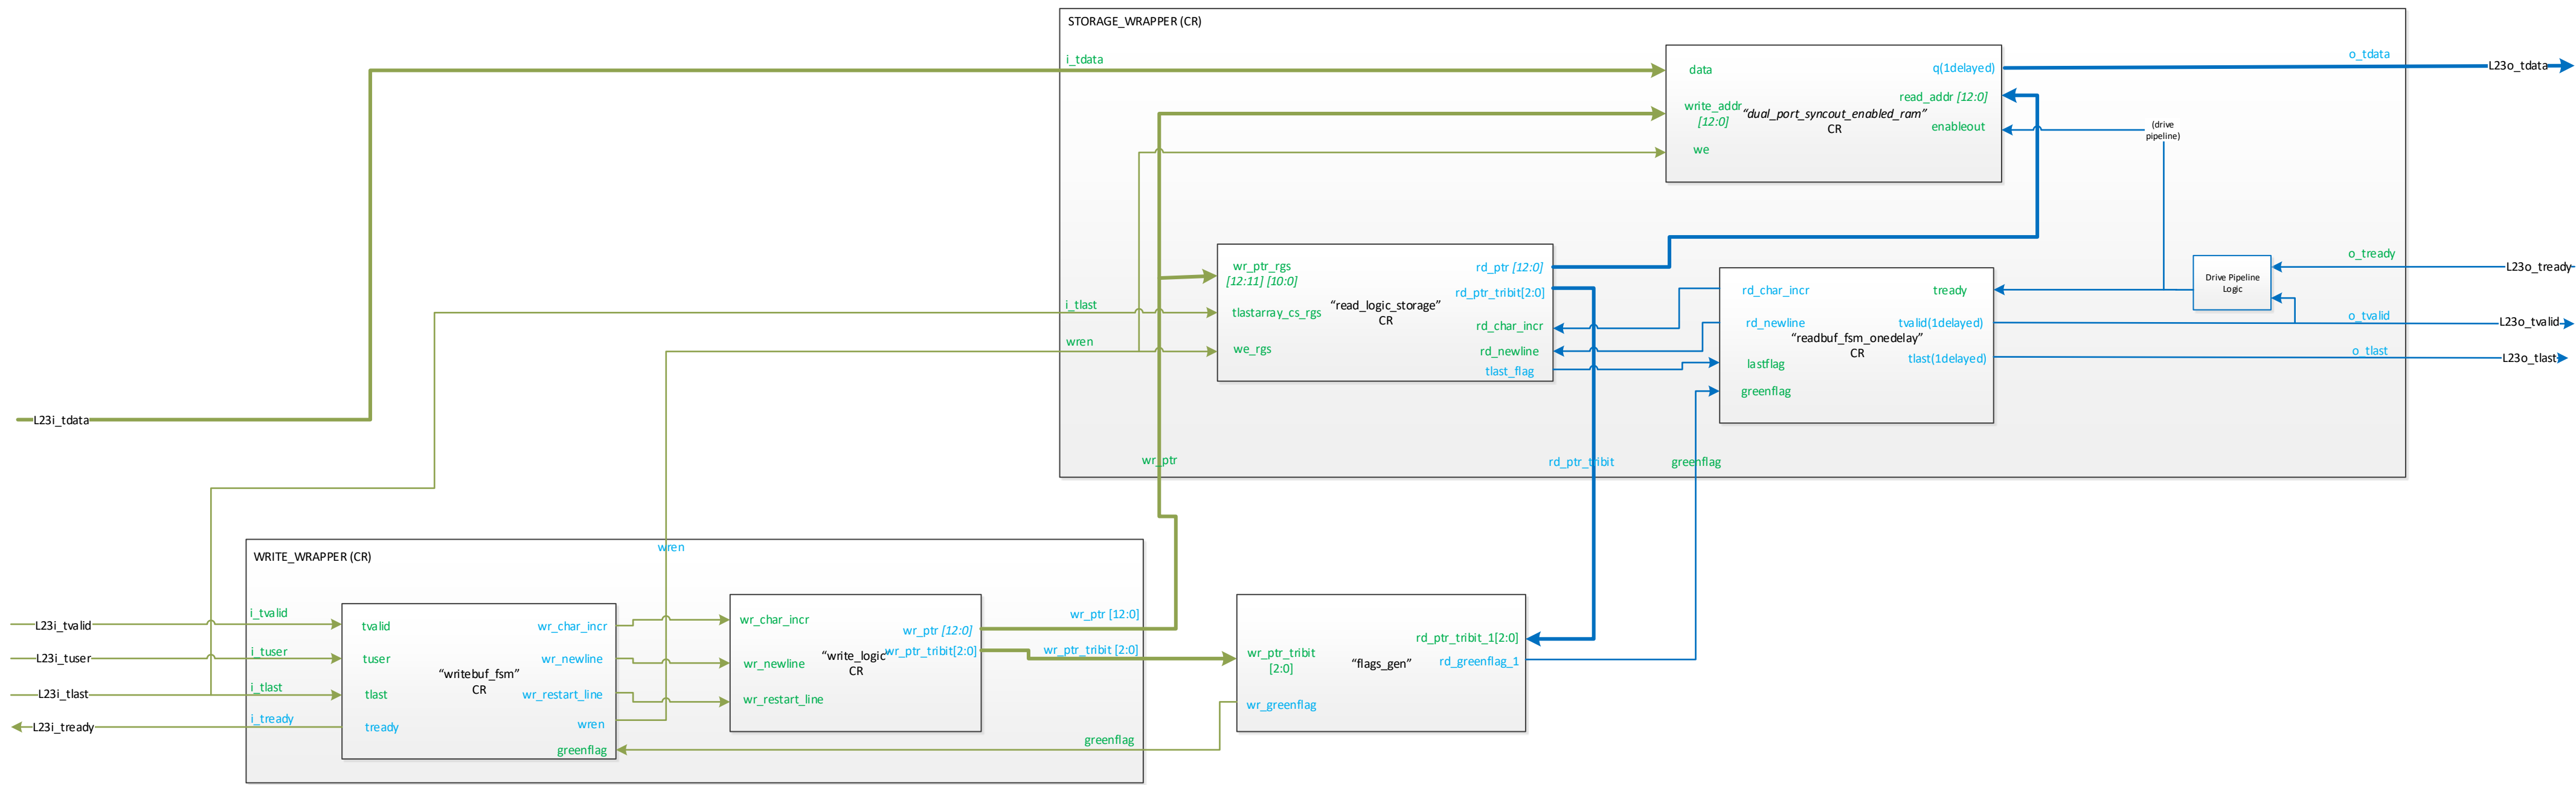 STORAGE_WRAPPER (CR)
i_tdata
data
q(1delayed)
o_tdata
L23o_tdata
write_addr
[12:0]
read_addr [12:0]
"dual_port_syncout_enabled_ram"
CR
enableout
we
(drive
pipeline)
wr_ptr_rgs
[12:11] [10:0]
rd_ptr [12:0]
rd_ptr_tribit[2:0]
i_tlast
tlastarray_cs_rgs
"read_logic_storage"
CR
rd_char_incr
wren
we_rgs
rd_newline
tlast_flag
rd_char_incr
tready
rd_newline
tvalid(1delayed)
"readbuf_fsm_onedelay"
CR
tlast(1delayed)
lastflag
greenflag
Drive Pipeline
Logic
o_tready
L23o_tready
o_tvalid
L23o_tvalid
o_tlast
L23o_tlast
L23i_tdata
wr_ptr
rd_ptr_tribit
greenflag
WRITE_WRAPPER (CR)
wren
L23i_tvalid
i_tvalid
tvalid
wr_char_incr
L23i_tuser
i_tuser
tuser
wr_newline
"writebuf_fsm"
CR
L23i_tlast
i_tlast
tlast
wr_restart_line
L23i_tready
i_tready
tready
wren
greenflag
wr_char_incr
wr_ptr [12:0]
wr_ptr_tribit[2:0]
"write_logic"
CR
wr_newline
wr_restart_line
wr_ptr [12:0]
wr_ptr_tribit [2:0]
greenflag
rd_ptr_tribit_1[2:0]
wr_ptr_tribit
[2:0]
"flags_gen"
rd_greenflag_1
wr_greenflag